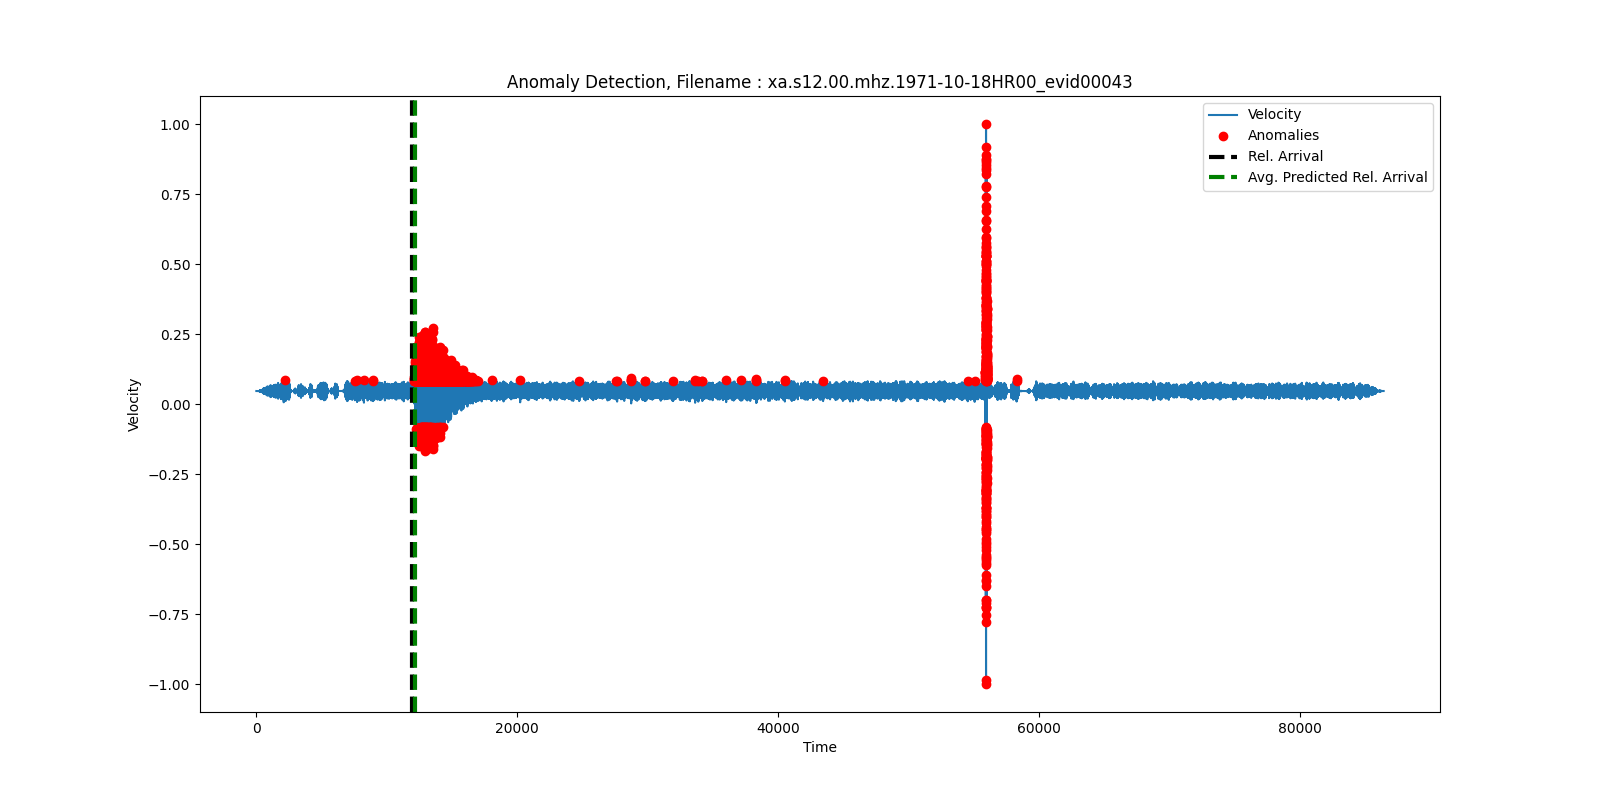 Anomaly Detection, Filename : xa.s12.00.mhz.1971-10-18HR00_evid00043
Velocity
Anomalies
Rel. Arrival
Avg. Predicted Rel. Arrival
1.00
0.75
0.50
0.25
0.00
−0.25
−0.50
−0.75
−1.00
Velocity
0
20000
40000
60000
80000
Time